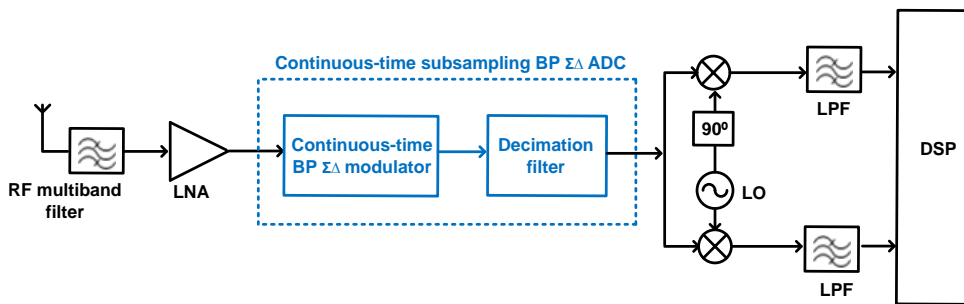 Continuous-time subsampling BP ΣΔ ADC
RF multiband
filter
LNA
Continuous-time
BP ΣΔ modulator
Decimation
filter
90º
LO
LPF
LPF
DSP